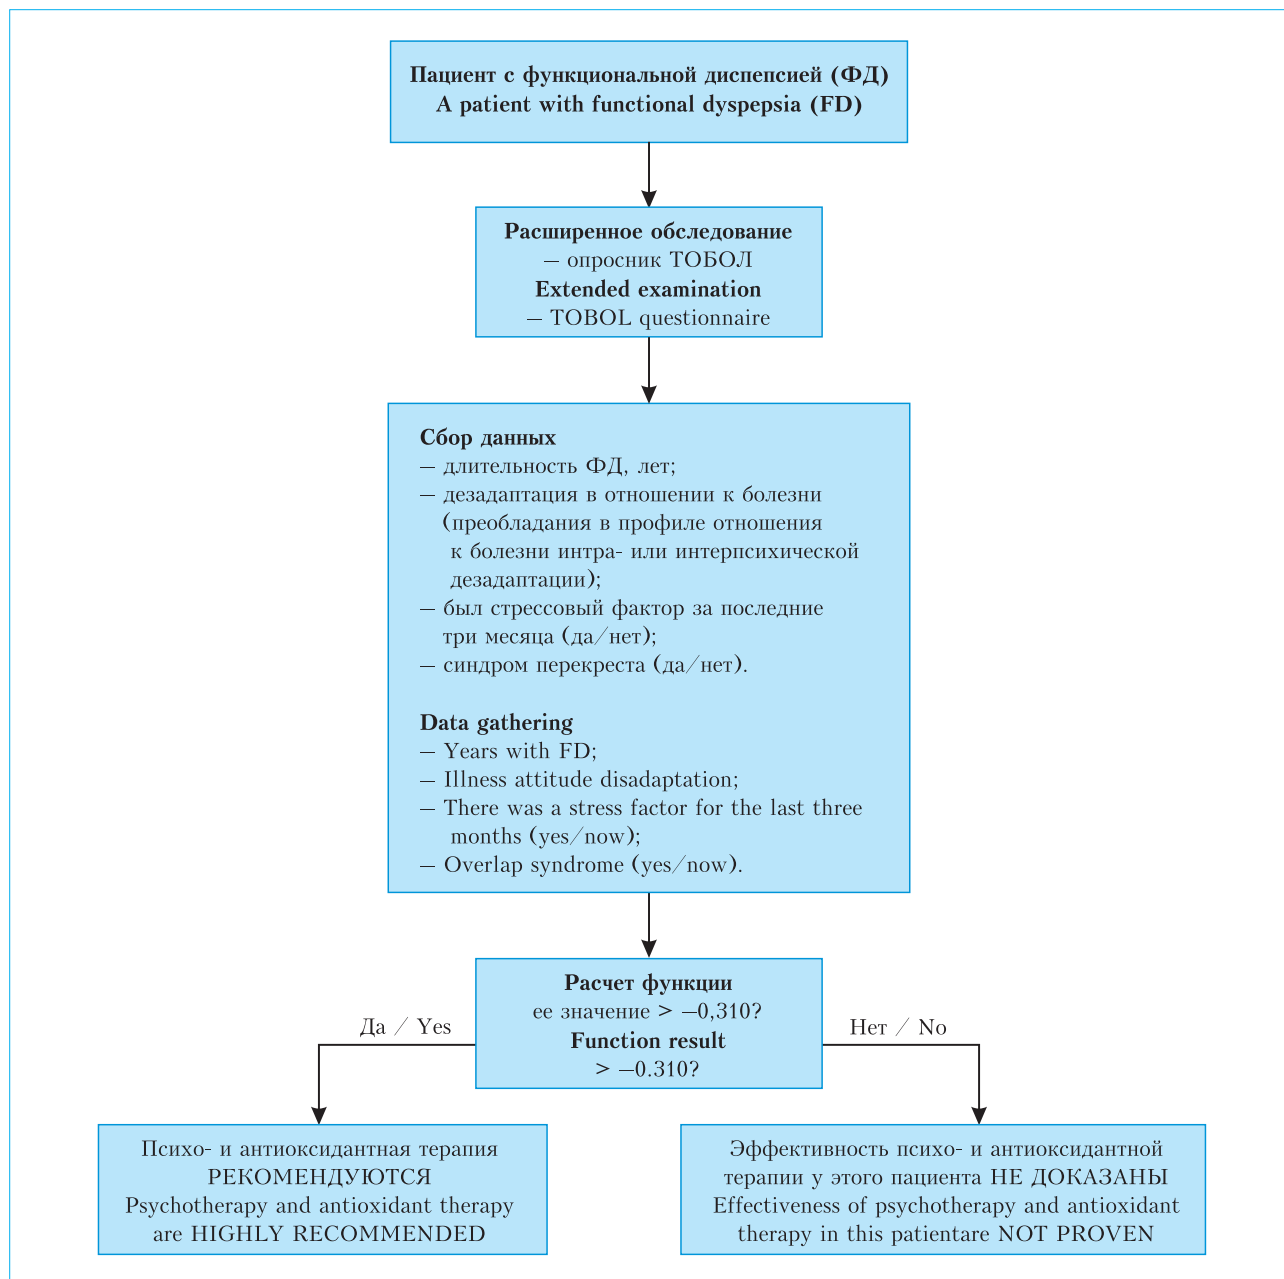 Пациент с функциональной диспепсией (ФД)
A patient with functional dyspepsia (FD)
Расширенное обследование
– опросник ТОБОЛ
Extended examination
– TOBOL questionnaire
Сбор данных
– длительность ФД, лет;
– дезадаптация в отношении к болезни
(преобладания в профиле отношения
к болезни интра- или интерпсихической
дезадаптации);
– был стрессовый фактор за последние
три месяца (да/нет);
– синдром перекреста (да/нет).
Data gathering
– Years with FD;
– Illness attitude disadaptation;
– There was a stress factor for the last three
months (yes/now);
– Overlap syndrome (yes/now).
Расчет функции
ее значение > –0,310?
Function result
> –0.310?
Да / Yes
Нет / No
Психо- и антиоксидантная терапия
РЕКОМЕНДУЮТСЯ
Psychotherapy and antioxidant therapy
are HIGHLY RECOMMENDED
Эффективность психо- и антиоксидантной
терапии у этого пациента НЕ ДОКАЗАНЫ
Effectiveness of psychotherapy and antioxidant
therapy in this patientare NOT PROVEN